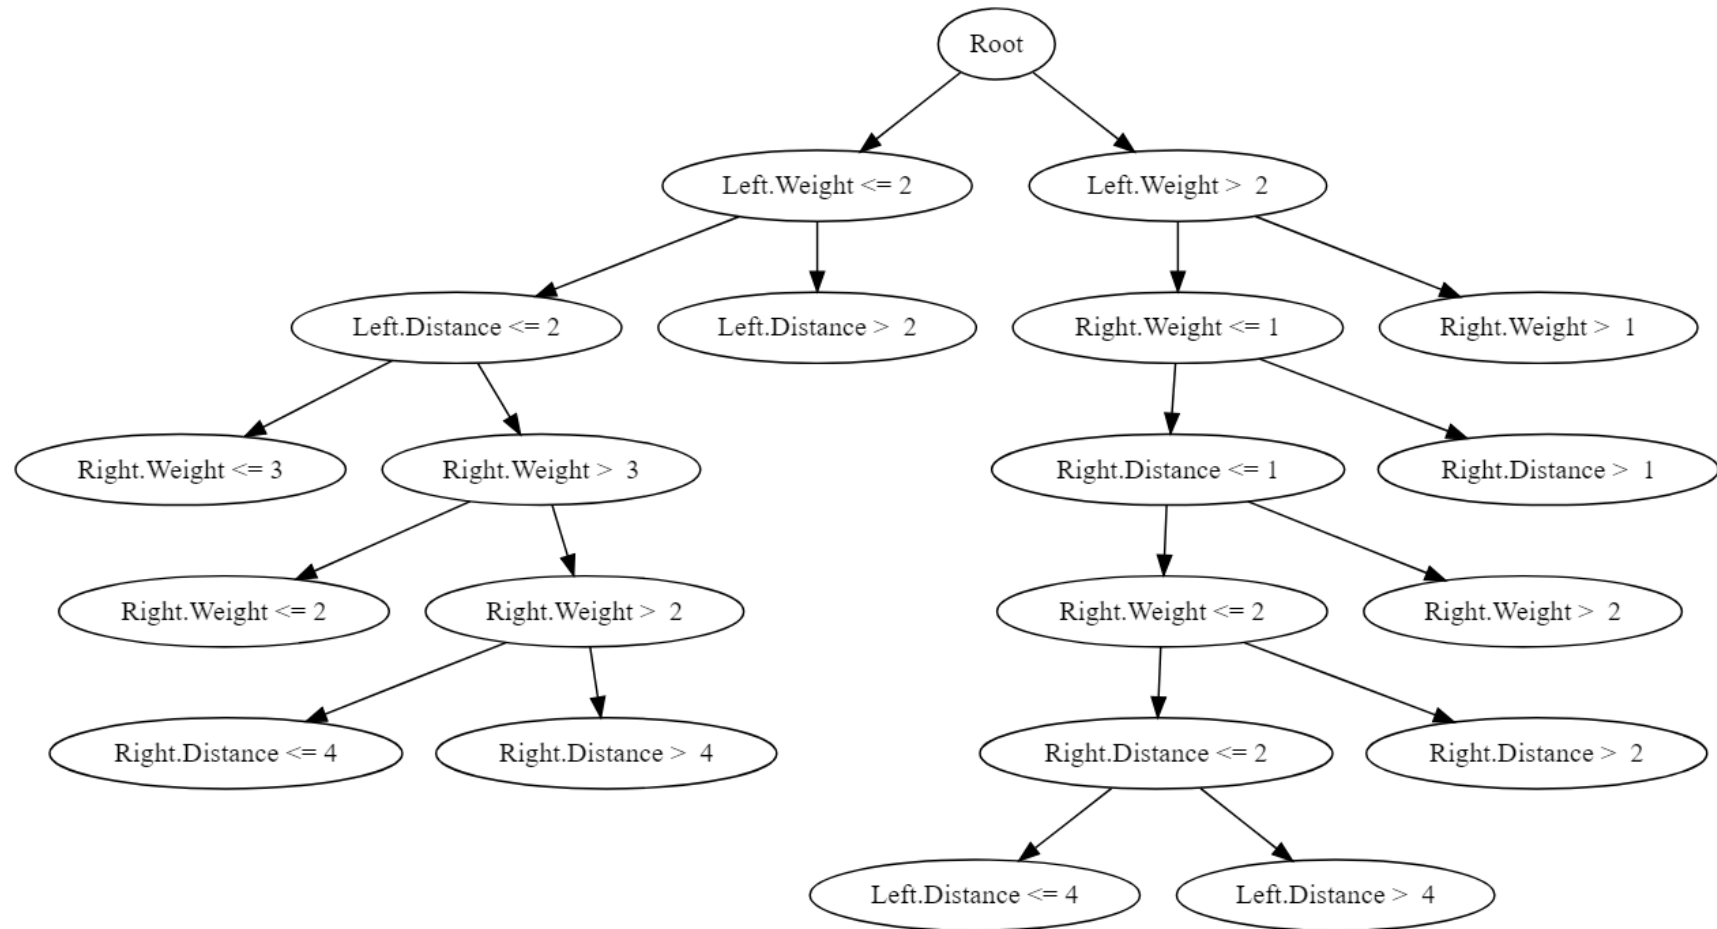 Root
Left.Weight <= 2
Left.Weight >  2
Left.Distance <= 2
Left.Distance >  2
Right.Weight <= 1
Right.Weight >  1
Right.Weight <= 3
Right.Weight >  3
Right.Distance <= 1
Right.Distance >  1
Right.Weight <= 2
Right.Weight >  2
Right.Weight <= 2
Right.Weight >  2
Right.Distance <= 4
Right.Distance >  4
Right.Distance <= 2
Right.Distance >  2
Left.Distance <= 4
Left.Distance >  4